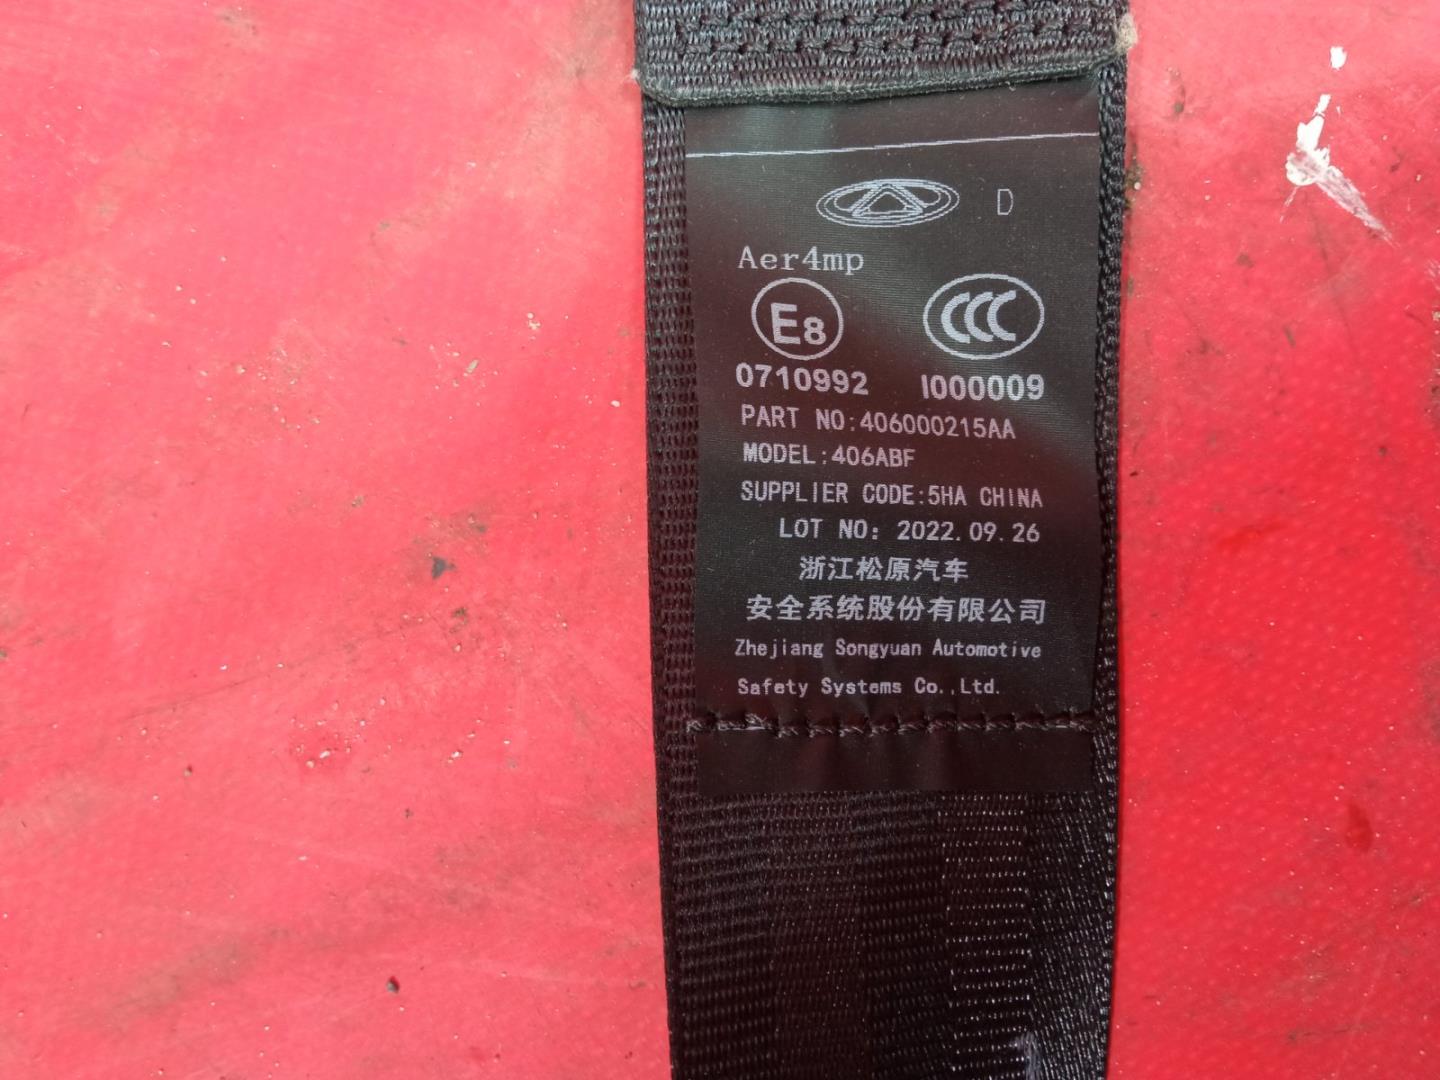 D
Aer4mp
E8 CCC
0710992 I000009
PART NO:406000215AA
MODEL:406ABF
SUPPLIER CODE:5HA CHINA
LOT NO: 2022.09.26
浙江松原汽车
安全系统股份有限公司
Zhejiang Songyuan Automotive
Safety Systems Co.,Ltd.